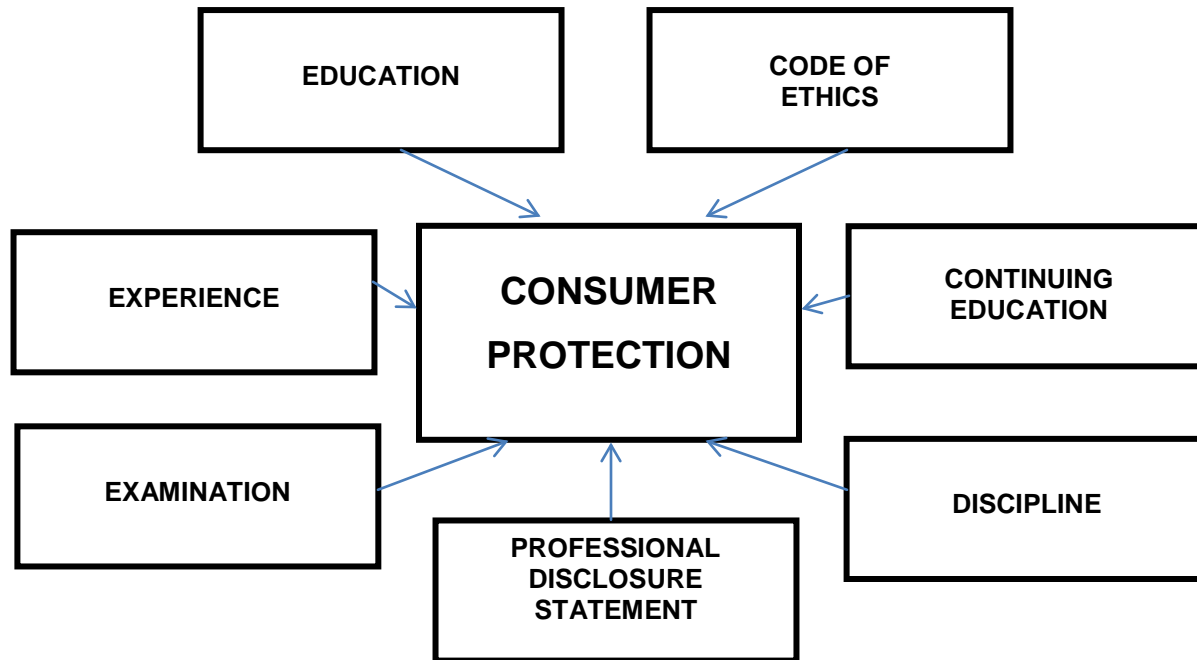 EDUCATION
CODE OF
ETHICS
EXPERIENCE
CONSUMER
PROTECTION
CONTINUING
EDUCATION
EXAMINATION
PROFESSIONAL
DISCLOSURE
STATEMENT
DISCIPLINE